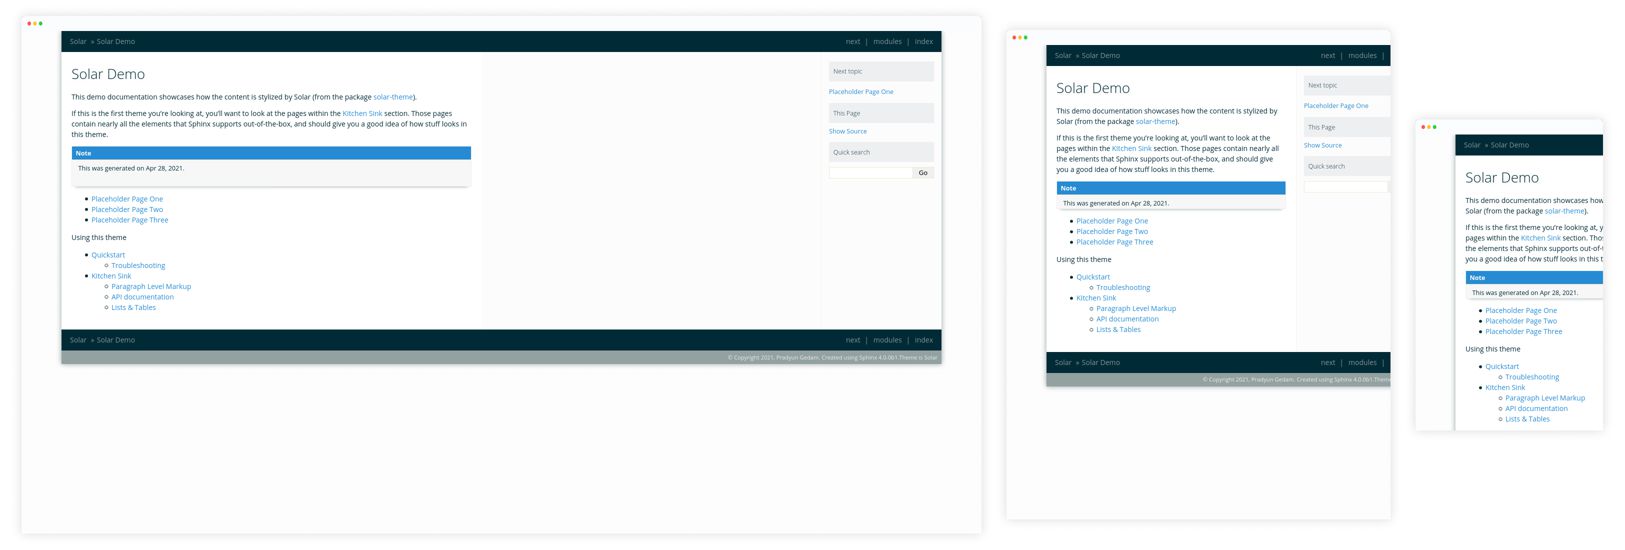 Solar » Solar Demo
next | modules | index
Solar Demo
This demo documentation showcases how the content is stylized by Solar (from the package solar-theme).
If this is the first theme you're looking at, you'll want to look at the pages within the Kitchen Sink section. Those pages
contain nearly all the elements that Sphinx supports out-of-the-box, and should give you a good idea of how stuff looks in
this theme.
Note
This was generated on Apr 28, 2021.
Placeholder Page One
Placeholder Page Two
Placeholder Page Three
Using this theme
Quickstart
Troubleshooting
Kitchen Sink
Paragraph Level Markup
API documentation
Lists & Tables
Next topic
Placeholder Page One
This Page
Show Source
Quick search
Go
Solar » Solar Demo
next | modules | index
© Copyright 2021, Pradyun Gedam. Created using Sphinx 4.0.0b1.Theme is Solar
Solar » Solar Demo
next | modules |
Solar Demo
This demo documentation showcases how the content is stylized by
Solar (from the package solar-theme).
If this is the first theme you're looking at, you'll want to look at the
pages within the Kitchen Sink section. Those pages contain nearly all
the elements that Sphinx supports out-of-the-box, and should give
you a good idea of how stuff looks in this theme.
Note
This was generated on Apr 28, 2021.
Placeholder Page One
Placeholder Page Two
Placeholder Page Three
Using this theme
Quickstart
Troubleshooting
Kitchen Sink
Paragraph Level Markup
API documentation
Lists & Tables
Next topic
Placeholder Page One
This Page
Show Source
Quick search
Solar » Solar Demo
next | modules |
© Copyright 2021, Pradyun Gedam. Created using Sphinx 4.0.0b1.Theme
Solar » Solar Demo
Solar Demo
This demo documentation showcases how
Solar (from the package solar-theme).
If this is the first theme you're looking at, y
pages within the Kitchen Sink section. Thos
the elements that Sphinx supports out-of-t
you a good idea of how stuff looks in this t
Note
This was generated on Apr 28, 2021.
Placeholder Page One
Placeholder Page Two
Placeholder Page Three
Using this theme
Quickstart
Troubleshooting
Kitchen Sink
Paragraph Level Markup
API documentation
Lists & Tables